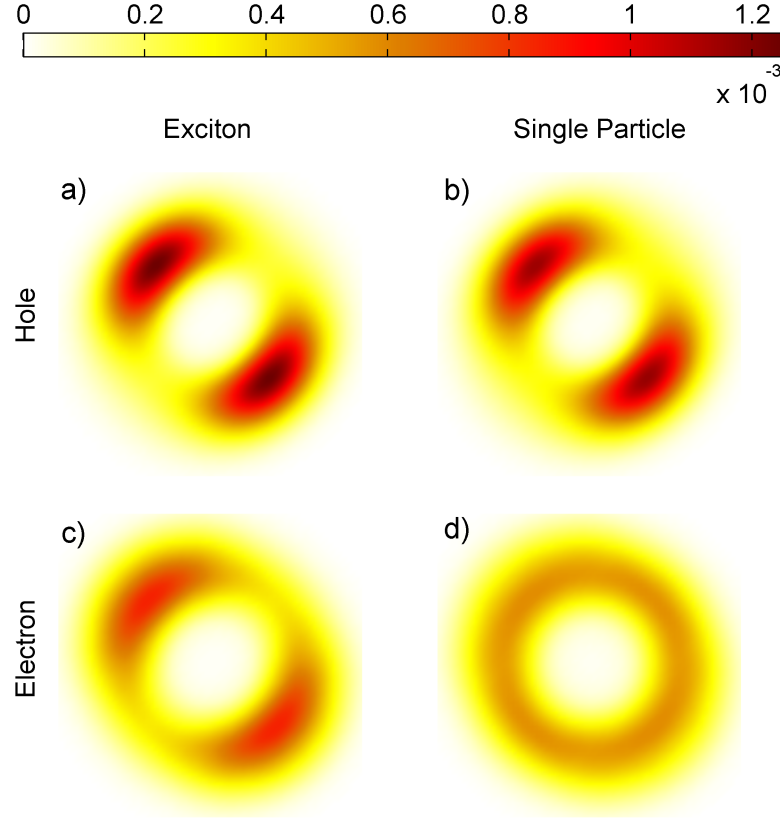 0 0.2 0.4 0.6 0.8 1 1.2
x 10^-3
Exciton Single Particle
a) b)
Hole
c) d)
Electron